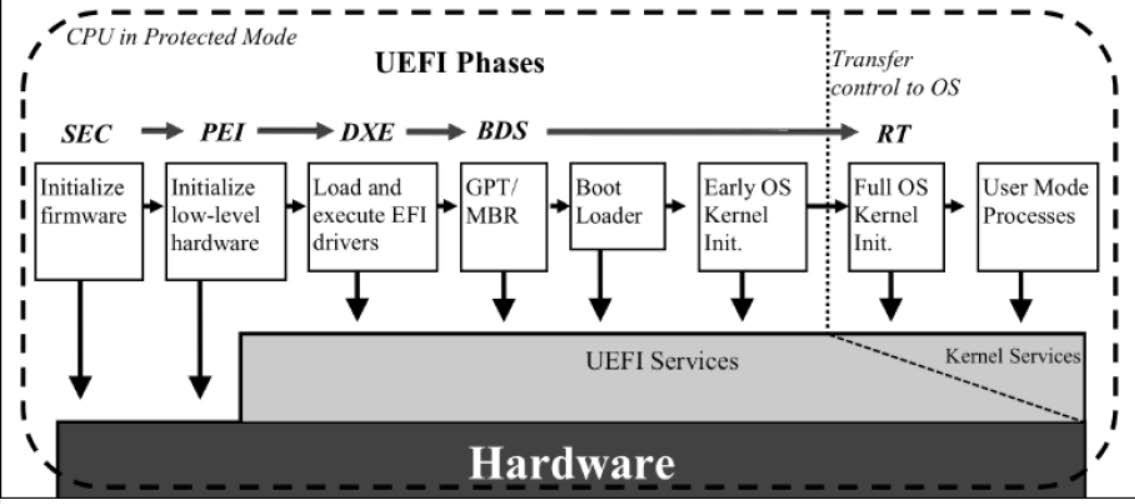 CPU in Protected Mode
UEFI Phases
Transfer
control to OS
SEC
PEI
DXE
BDS
RT
Initialize
firmware
Initialize
low-level
hardware
Load and
execute EFI
drivers
GPT/
MBR
Boot
Loader
Early OS
Kernel
Init.
Full OS
Kernel
Init.
User Mode
Processes
UEFI Services
Kernel Services
Hardware